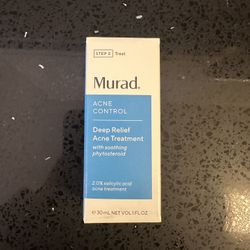 STEP 2 Treat
Murad.
ACNE
CONTROL
Deep Relief
Acne Treatment
with soothing
phytosteroid
2.0% salicylic acid
acne treatment
℮ 30 mL NET VOL 1 FL OZ